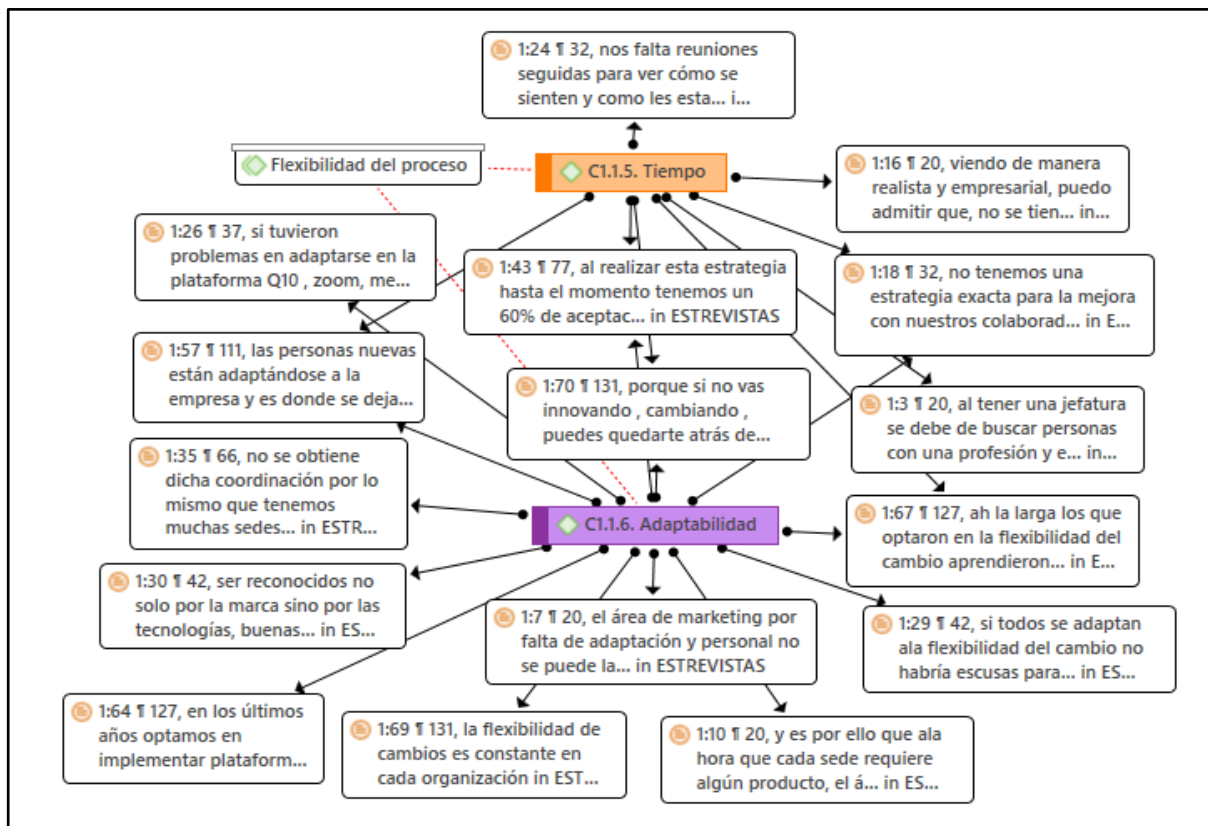 1:24 ¶ 32, nos falta reuniones
seguidas para ver cómo se
sienten y como les esta... i...
Flexibilidad del proceso
C1.1.5. Tiempo
1:16 ¶ 20, viendo de manera
realista y empresarial, puedo
admitir que, no se tien... in...
1:26 ¶ 37, si tuvieron
problemas en adaptarse en la
plataforma Q10 , zoom, me...
1:43 ¶ 77, al realizar esta estrategia
hasta el momento tenemos un
60% de aceptac... in ESTREVISTAS
1:18 ¶ 32, no tenemos una
estrategia exacta para la mejora
con nuestros colaborad... in E...
1:57 ¶ 111, las personas nuevas
están adaptándose a la
empresa y es donde se deja...
1:70 ¶ 131, porque si no vas
innovando , cambiando ,
puedes quedarte atrás de...
1:3 ¶ 20, al tener una jefatura
se debe de buscar personas
con una profesión y e... in...
1:35 ¶ 66, no se obtiene
dicha coordinación por lo
mismo que tenemos
muchas sedes... in ESTR...
C1.1.6. Adaptabilidad
1:67 ¶ 127, ah la larga los que
optaron en la flexibilidad del
cambio aprendieron... in E...
1:30 ¶ 42, ser reconocidos no
solo por la marca sino por las
tecnologías, buenas... in ES...
1:7 ¶ 20, el área de marketing por
falta de adaptación y personal no
se puede la... in ESTREVISTAS
1:29 ¶ 42, si todos se adaptan
ala flexibilidad del cambio no
habría escusas para... in ES...
1:64 ¶ 127, en los últimos
años optamos en
implementar plataform...
1:69 ¶ 131, la flexibilidad de
cambios es constante en
cada organización in EST...
1:10 ¶ 20, y es por ello que ala
hora que cada sede requiere
algún producto, el á... in ES...